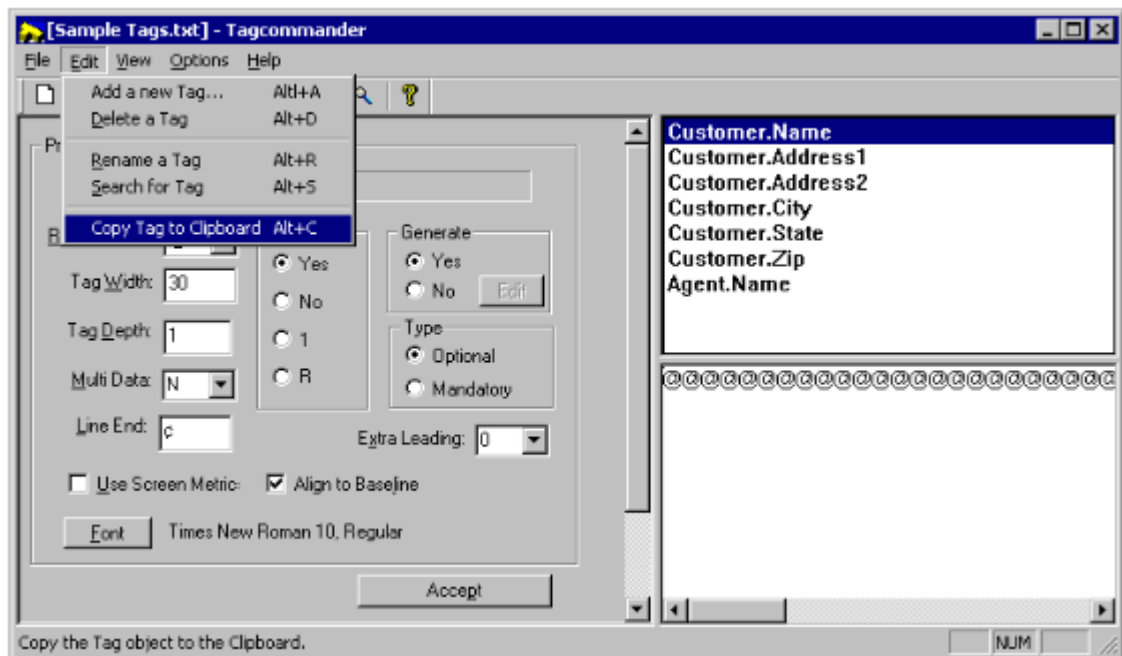 [Sample Tags.txt] - Tagcommander
File Edit View Options Help
Add a new Tag... Altl+A
Delete a Tag Alt+D
Rename a Tag Alt+R
Search for Tag Alt+S
Copy Tag to Clipboard Alt+C
Generate
Yes
No Edit
Yes
No
1
R
Tag Width: 30
Tag Depth: 1
Multi Data: N
Line End: ç
Type
Optional
Mandatory
Extra Leading: 0
Use Screen Metric
Align to Baseline
Font Times New Roman 10, Regular
Accept
Customer.Name
Customer.Address1
Customer.Address2
Customer.City
Customer.State
Customer.Zip
Agent.Name
@@@@@@@@@@@@@@@@@@@@@@@@
Copy the Tag object to the Clipboard.
NUM